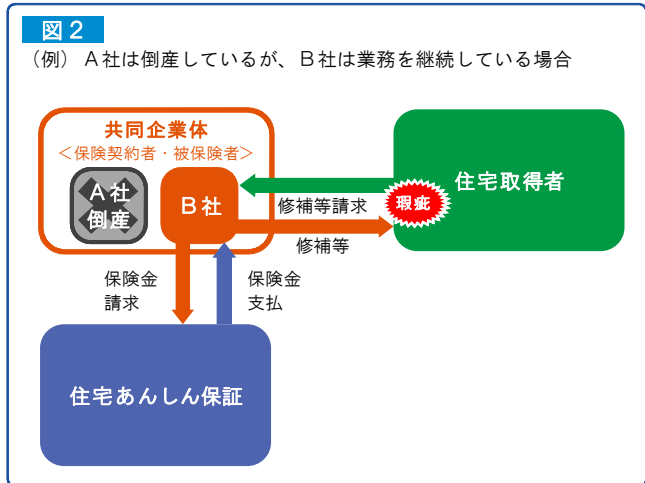 図2
（例）A社は倒産しているが、B社は業務を継続している場合
共同企業体
＜保険契約者・被保険者＞
A社
倒産
B社
住宅取得者
瑕疵
修補等請求
修補等
保険金
請求
保険金
支払
住宅あんしん保証